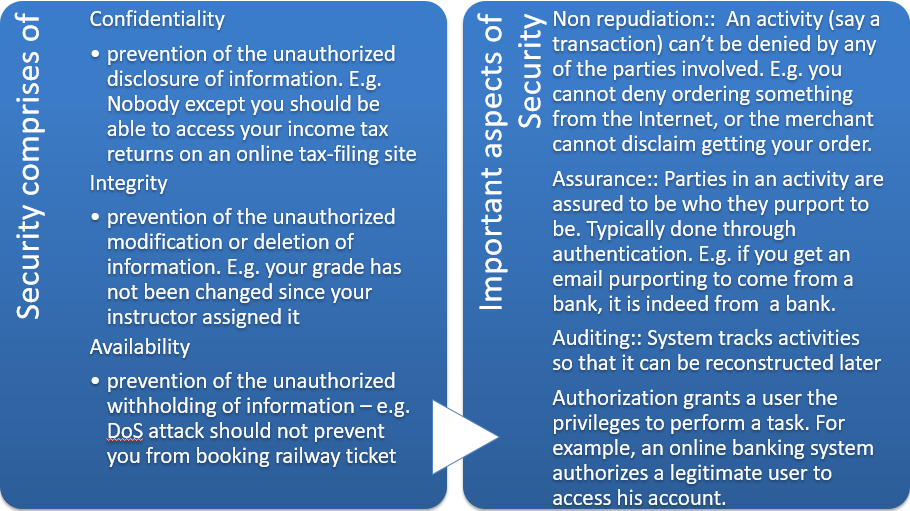 Security comprises of
Confidentiality
• prevention of the unauthorized
disclosure of information. E.g.
Nobody except you should be
able to access your income tax
returns on an online tax-filing site
Integrity
• prevention of the unauthorized
modification or deletion of
information. E.g. your grade has
not been changed since your
instructor assigned it
Availability
• prevention of the unauthorized
withholding of information – e.g.
DoS attack should not prevent
you from booking railway ticket
Important aspects of
Security
Non repudiation:: An activity (say a
transaction) can’t be denied by any
of the parties involved. E.g. you
cannot deny ordering something
from the Internet, or the merchant
cannot disclaim getting your order.
Assurance:: Parties in an activity are
assured to be who they purport to
be. Typically done through
authentication. E.g. if you get an
email purporting to come from a
bank, it is indeed from a bank.
Auditing:: System tracks activities
so that it can be reconstructed later
Authorization grants a user the
privileges to perform a task. For
example, an online banking system
authorizes a legitimate user to
access his account.